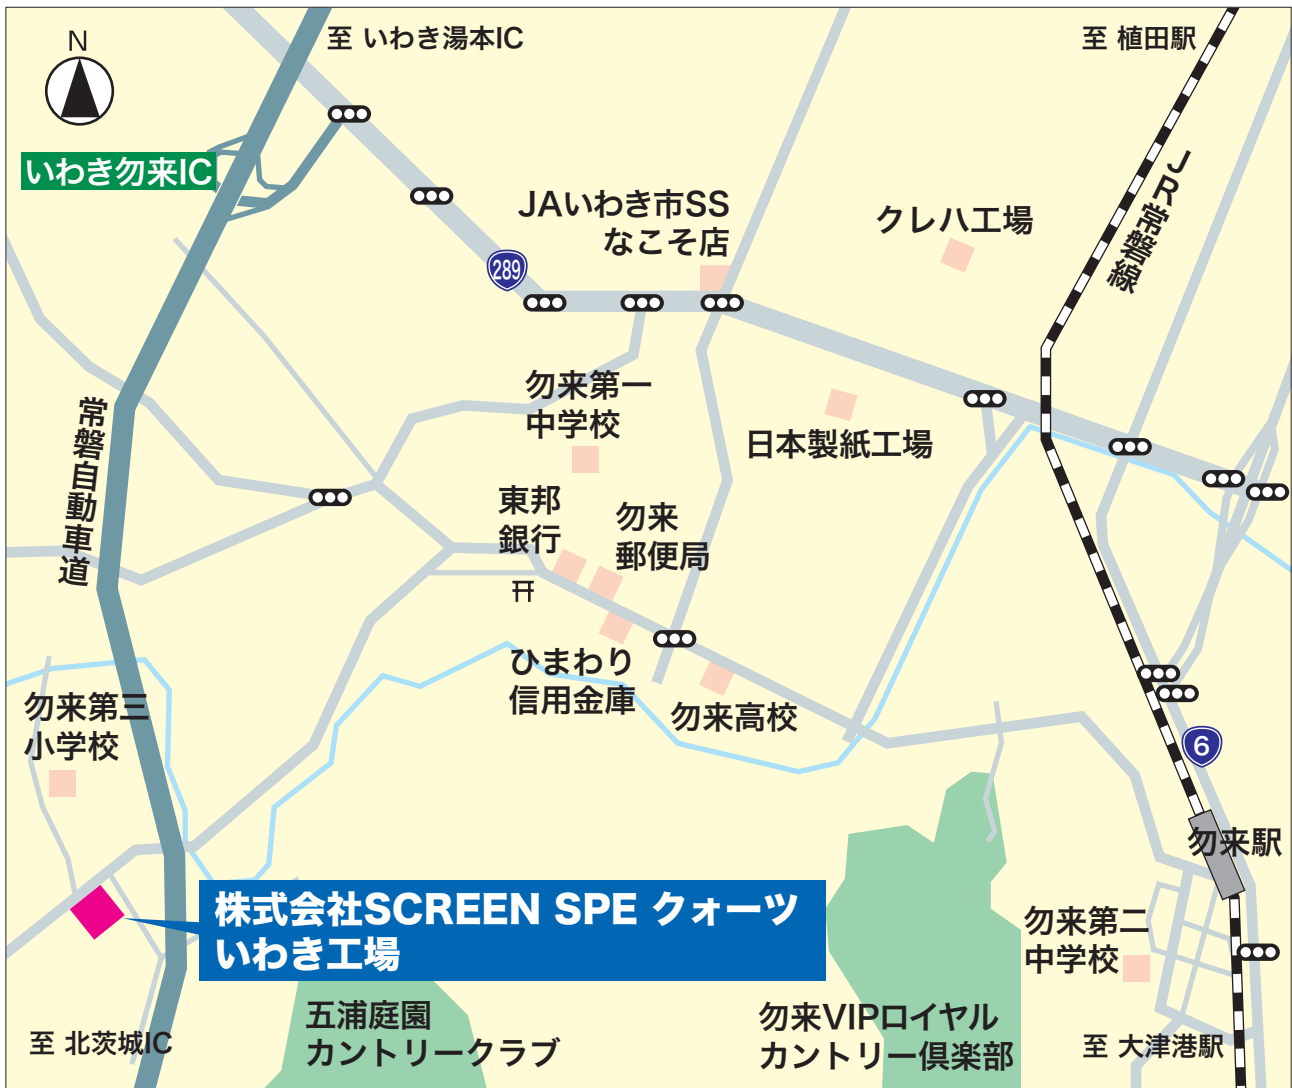 至 いわき湯本IC
至 植田駅
N
いわき勿来IC
JR常磐線
JAいわき市SS
なこそ店
クレハ工場
289
勿来第一
中学校
日本製紙工場
常磐自動車道
東邦
銀行
勿来
郵便局
ひまわり
信用金庫
勿来高校
勿来第三
小学校
6
勿来駅
株式会社SCREEN SPE クォーツ
いわき工場
勿来第二
中学校
五浦庭園
カントリークラブ
勿来VIPロイヤル
カントリー倶楽部
至 北茨城IC
至 大津港駅